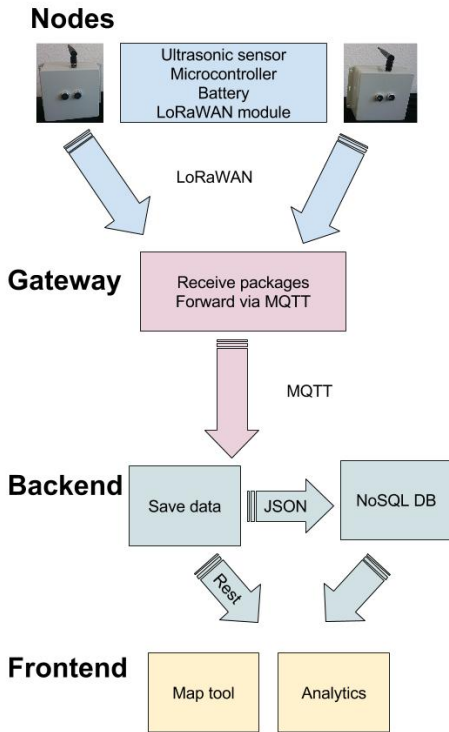 Nodes
Ultrasonic sensor
Microcontroller
Battery
LoRaWAN module
LoRaWAN
Gateway
Receive packages
Forward via MQTT
MQTT
Backend
Save data
JSON
NoSQL DB
Rest
Frontend
Map tool
Analytics